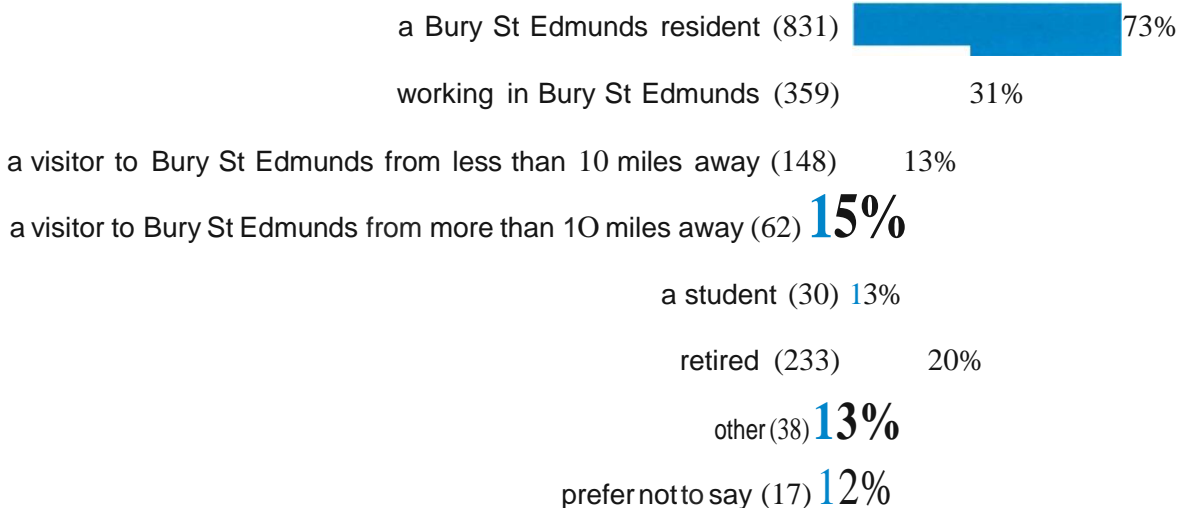 a Bury St Edmunds resident (831) 73%
working in Bury St Edmunds (359) 31%
a visitor to Bury St Edmunds from less than 10 miles away (148) 13%
a visitor to Bury St Edmunds from more than 1O miles away (62) 15%
a student (30) 13%
retired (233) 20%
other (38) 13%
prefer not to say (17) 12%